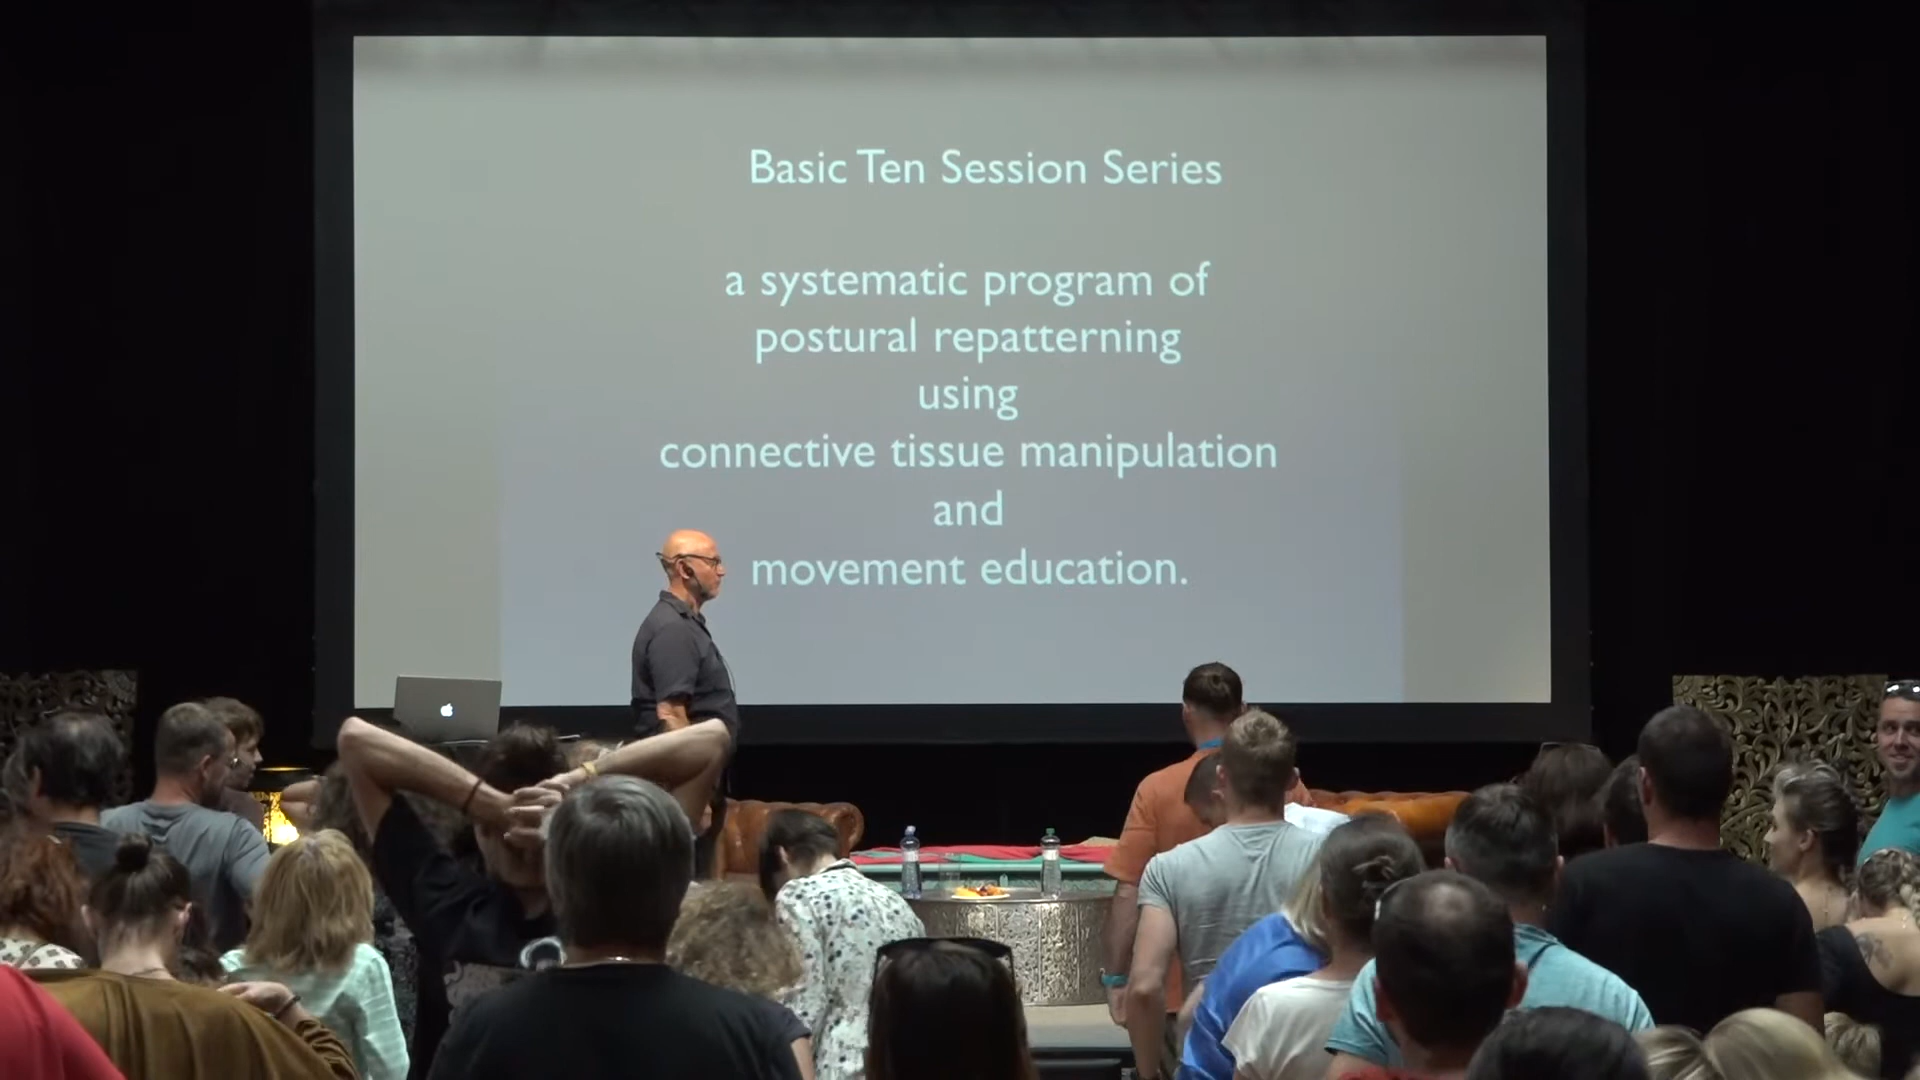 Basic Ten Session Series
a systematic program of
postural repatterning
using
connective tissue manipulation
and
movement education.